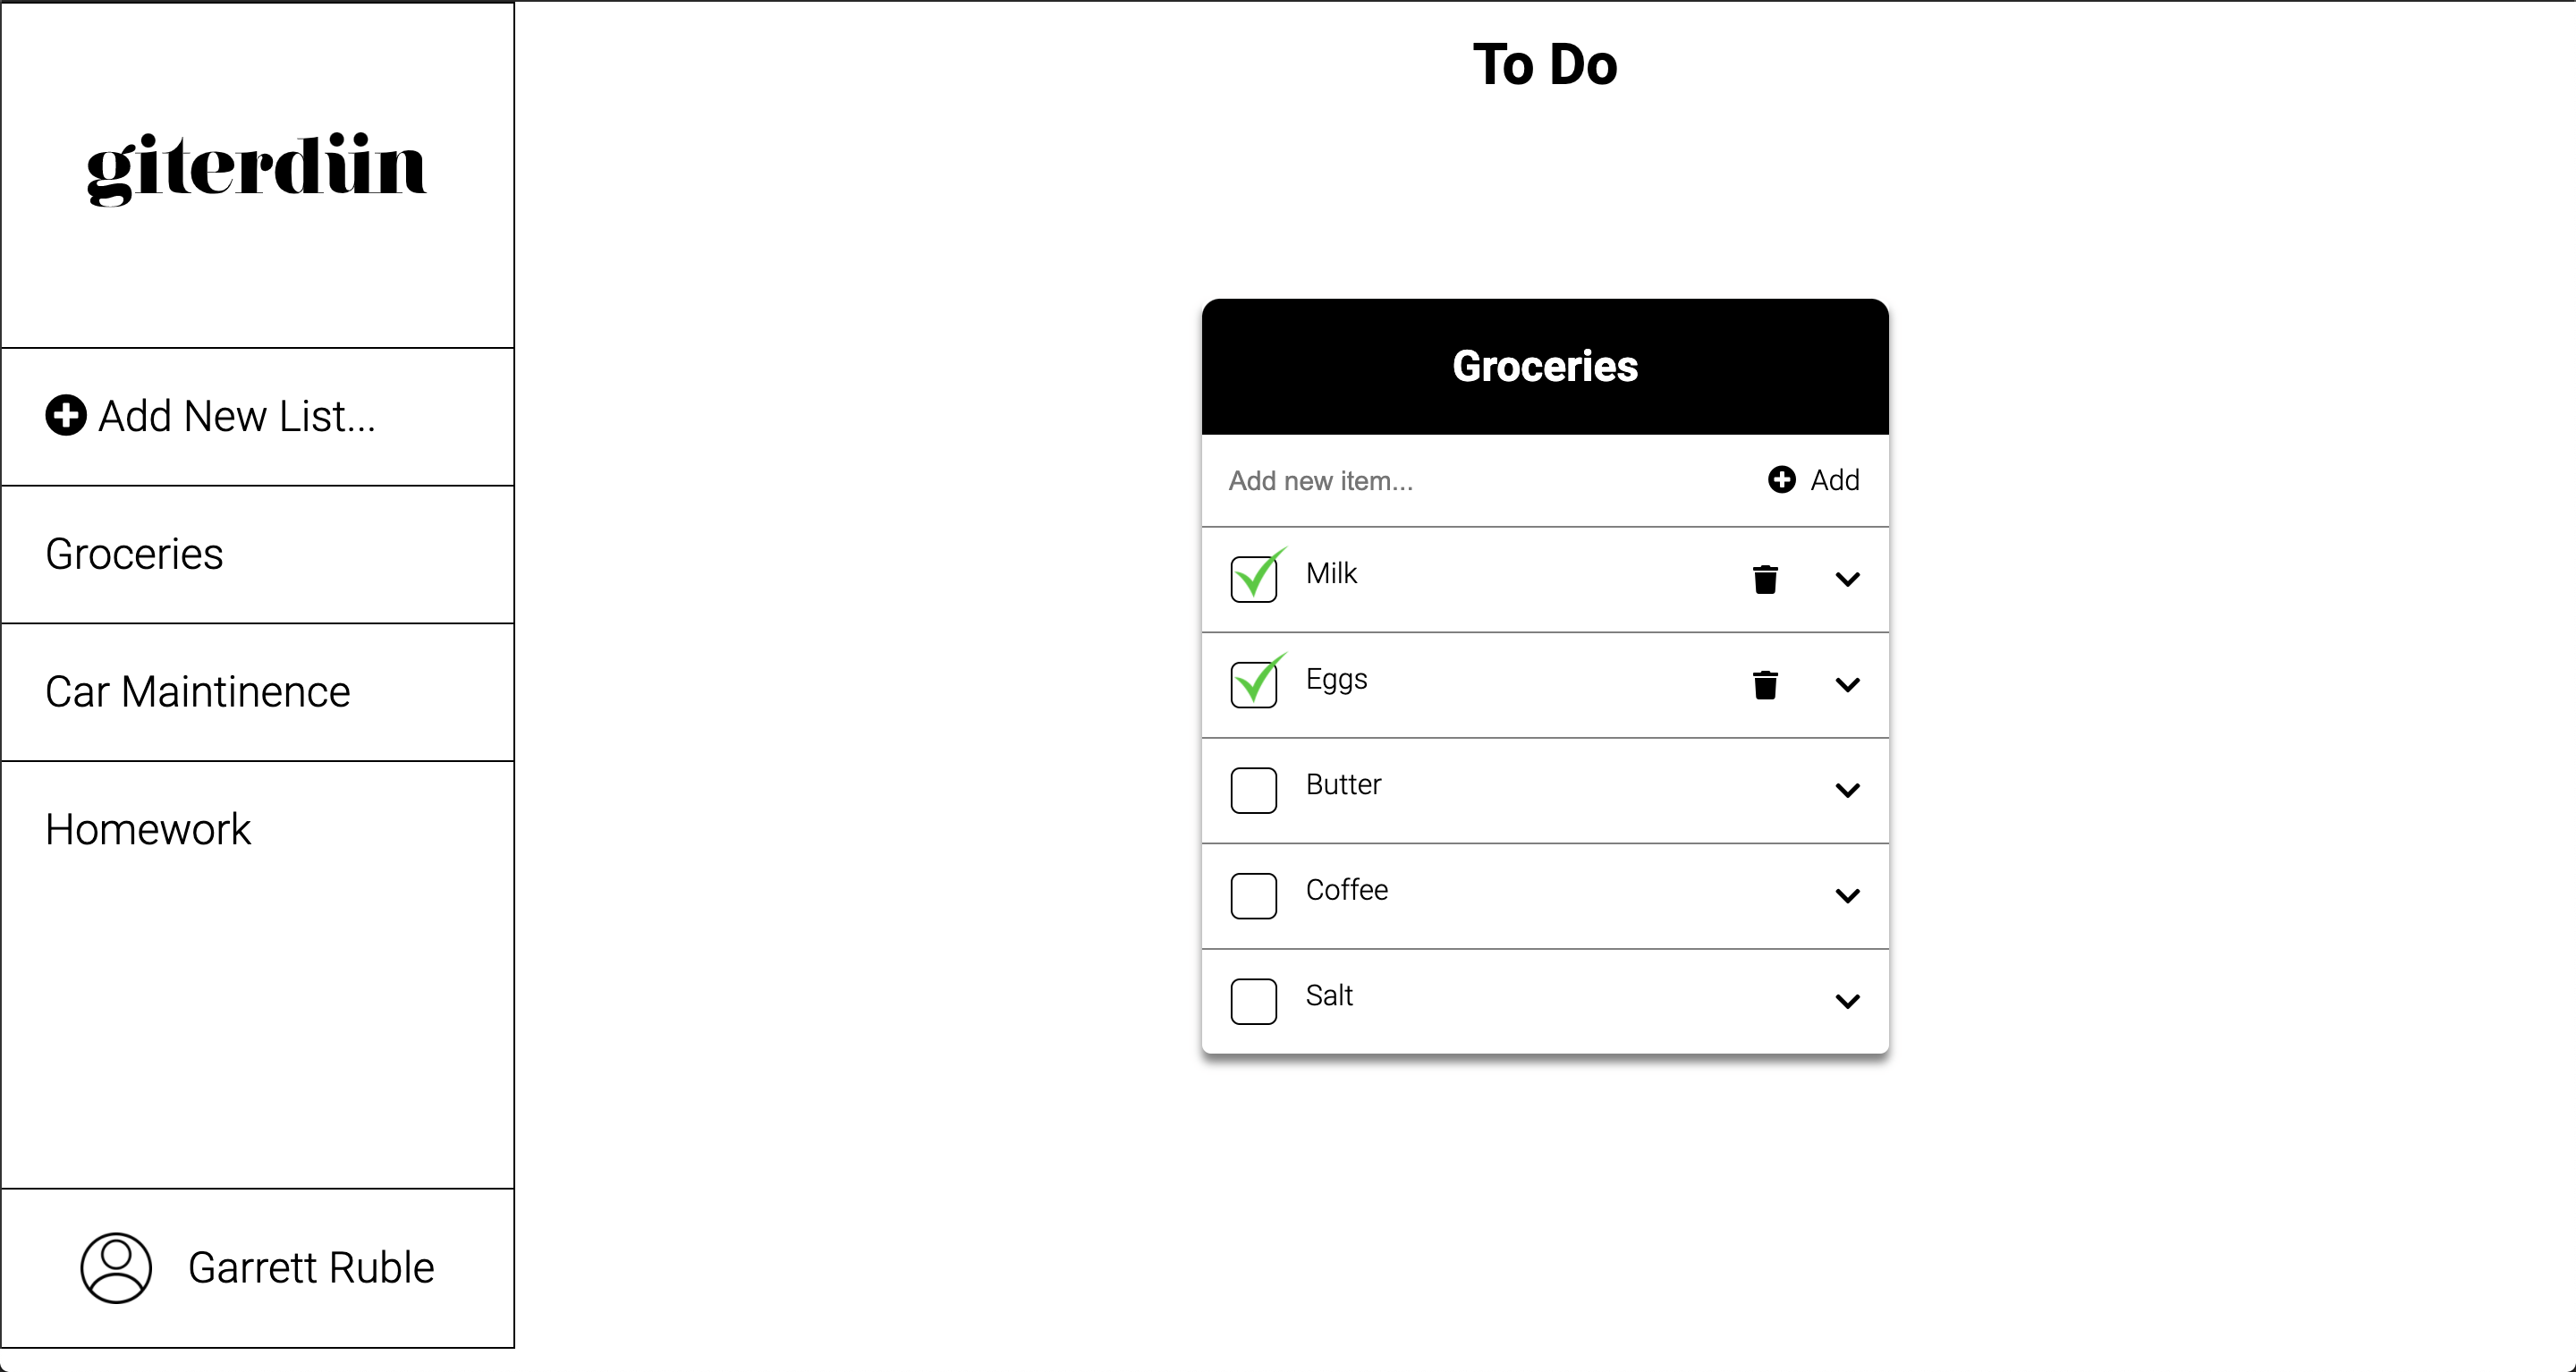 giterdün
Add New List...
Groceries
Car Maintinence
Homework
Garrett Ruble
To Do
Groceries
Add new item...
Add
Milk
Eggs
Butter
Coffee
Salt